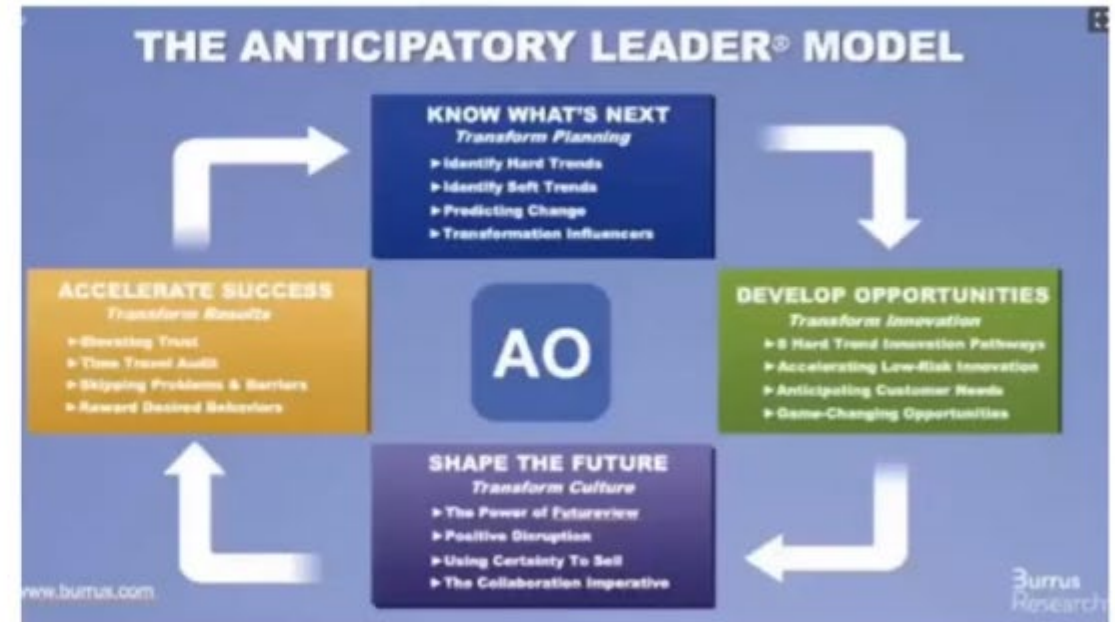 THE ANTICIPATORY LEADER® MODEL
KNOW WHAT'S NEXT
Transform Planning
►Identify Hard Trends
►Identify Soft Trends
►Predicting Change
►Transformation Influencers
DEVELOP OPPORTUNITIES
Transform Innovation
►8 Hard Trend Innovation Pathways
►Accelerating Low-Risk Innovation
►Anticipating Customer Needs
►Game-Changing Opportunities
AO
ACCELERATE SUCCESS
Transform Results
►Elevating Trust
►Time Travel Audit
►Skipping Problems & Barriers
►Reward Desired Behaviors
SHAPE THE FUTURE
Transform Culture
►The Power of Futureview
►Positive Disruption
►Using Certainty To Sell
►The Collaboration Imperative
www.burrus.com
Burrus
Research